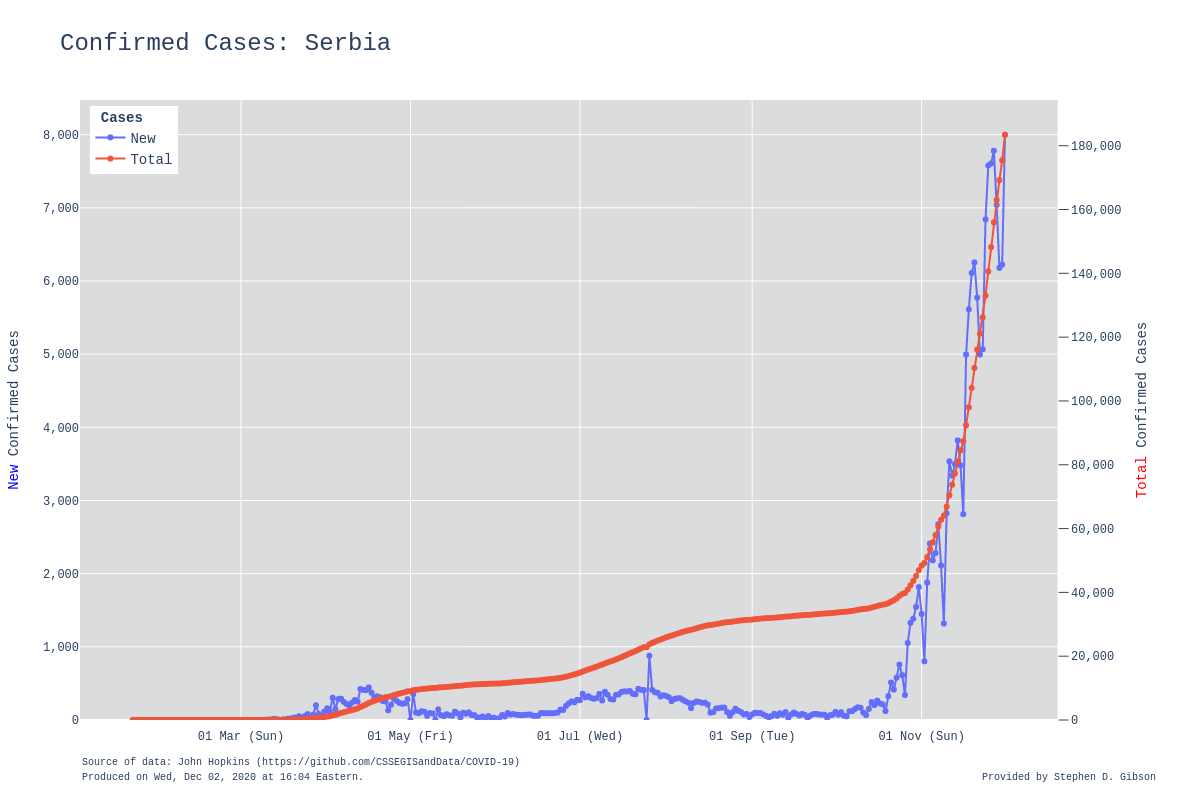 Confirmed Cases: Serbia
Cases
New
Total
8,000
7,000
6,000
5,000
4,000
3,000
2,000
1,000
0
New Confirmed Cases
180,000
160,000
140,000
120,000
100,000
80,000
60,000
40,000
20,000
0
Total Confirmed Cases
01 Mar (Sun) 01 May (Fri) 01 Jul (Wed) 01 Sep (Tue) 01 Nov (Sun)
Source of data: John Hopkins (https://github.com/CSSEGISandData/COVID-19)
Produced on Wed, Dec 02, 2020 at 16:04 Eastern.
Provided by Stephen D. Gibson